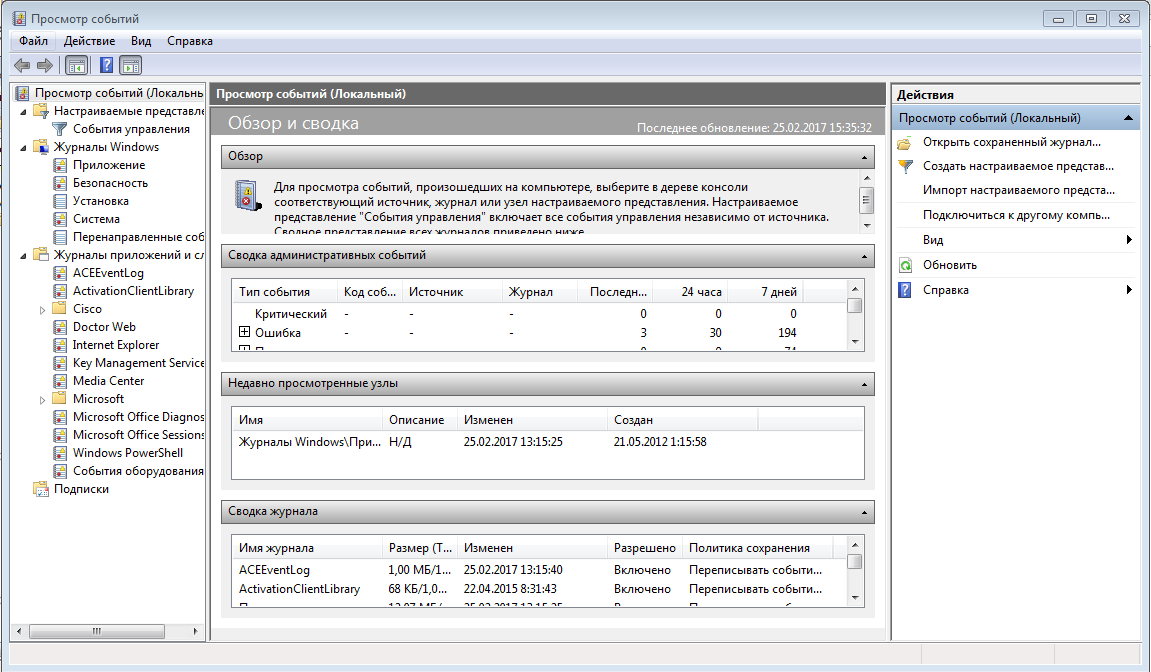 Просмотр событий
Файл Действие Вид Справка
Просмотр событий (Локальнь
Настраиваемые представле
События управления
Журналы Windows
Приложение
Безопасность
Установка
Система
Перенаправленные соб
Журналы приложений и сл
ACEEventLog
ActivationClientLibrary
Cisco
Doctor Web
Internet Explorer
Key Management Service
Media Center
Microsoft
Microsoft Office Diagnos
Microsoft Office Sessions
Windows PowerShell
События оборудования
Подписки
Просмотр событий (Локальный)
Обзор и сводка Последнее обновление: 25.02.2017 15:35:32
Обзор
Для просмотра событий, произошедших на компьютере, выберите в дереве консоли
соответствующий источник, журнал или узел настраиваемого представления. Настраиваемое
представление "События управления" включает все события управления независимо от источника.
Сводное представление всех журналов приведено ниже.
Сводка административных событий
Тип события Код соб... Источник Журнал Последн... 24 часа 7 дней
Критический - - - 0 0 0
Ошибка - - - 3 30 194
Недавно просмотренные узлы
Имя Описание Изменен Создан
Журналы Windows\При... Н/Д 25.02.2017 13:15:25 21.05.2012 1:15:58
Сводка журнала
Имя журнала Размер (Т... Изменен Разрешено Политика сохранения
ACEEventLog 1,00 МБ/1... 25.02.2017 13:15:40 Включено Переписывать событи...
ActivationClientLibrary 68 КБ/1,0... 22.04.2015 8:31:43 Включено Переписывать событи...
Действия
Просмотр событий (Локальный)
Открыть сохраненный журнал...
Создать настраиваемое представ...
Импорт настраиваемого предста...
Подключиться к другому компь...
Вид
Обновить
Справка